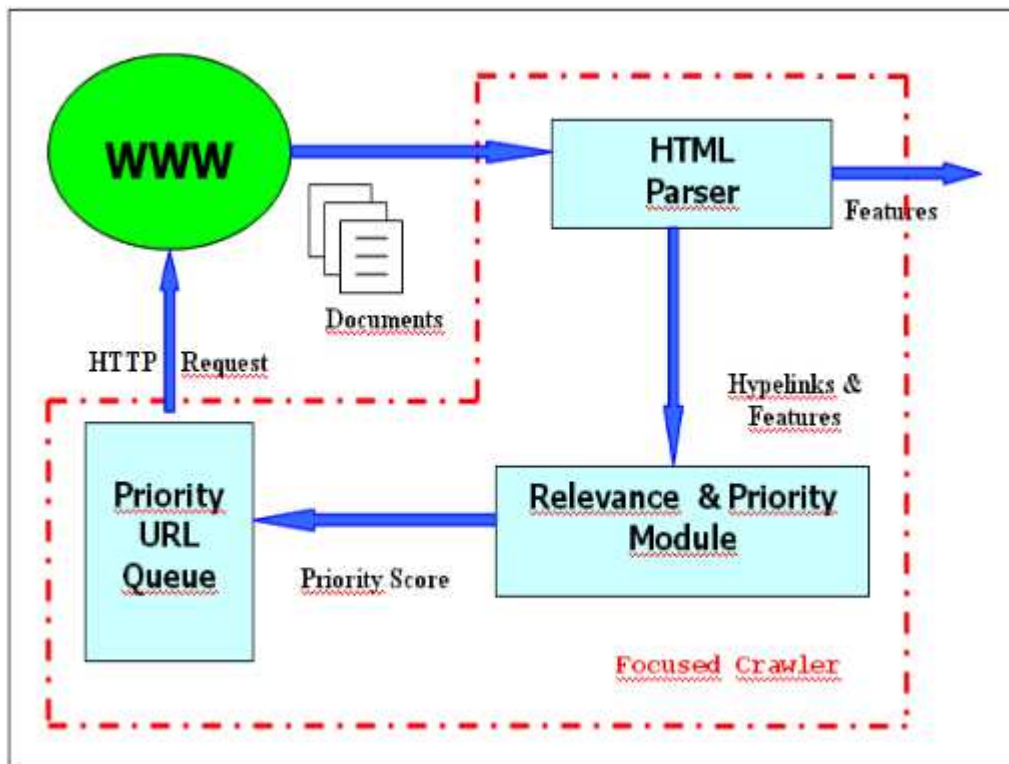 WWW
HTML
Parser
Features
Documents
HTTP Request
Hypelinks &
Features
Priority
URL
Queue
Relevance & Priority
Module
Priority Score
Focused Crawler